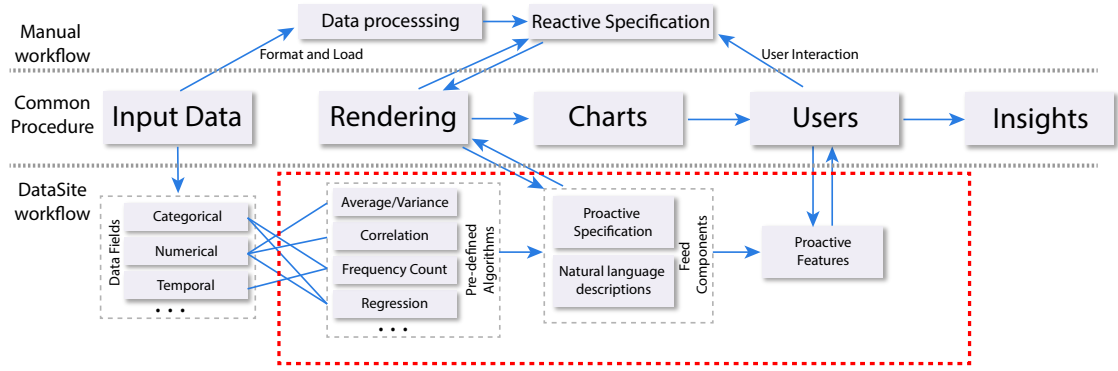 Data processsing
Reactive Specification
Manual
workflow
Format and Load
User Interaction
Common
Procedure
Input Data
Rendering
Charts
Users
Insights
DataSite
workflow
Data Fields
Categorical
Numerical
Temporal
• • •
Average/Variance
Correlation
Frequency Count
Regression
• • •
Pre-defined
Algorithms
Proactive
Specification
Natural language
descriptions
Feed
Components
Proactive
Features